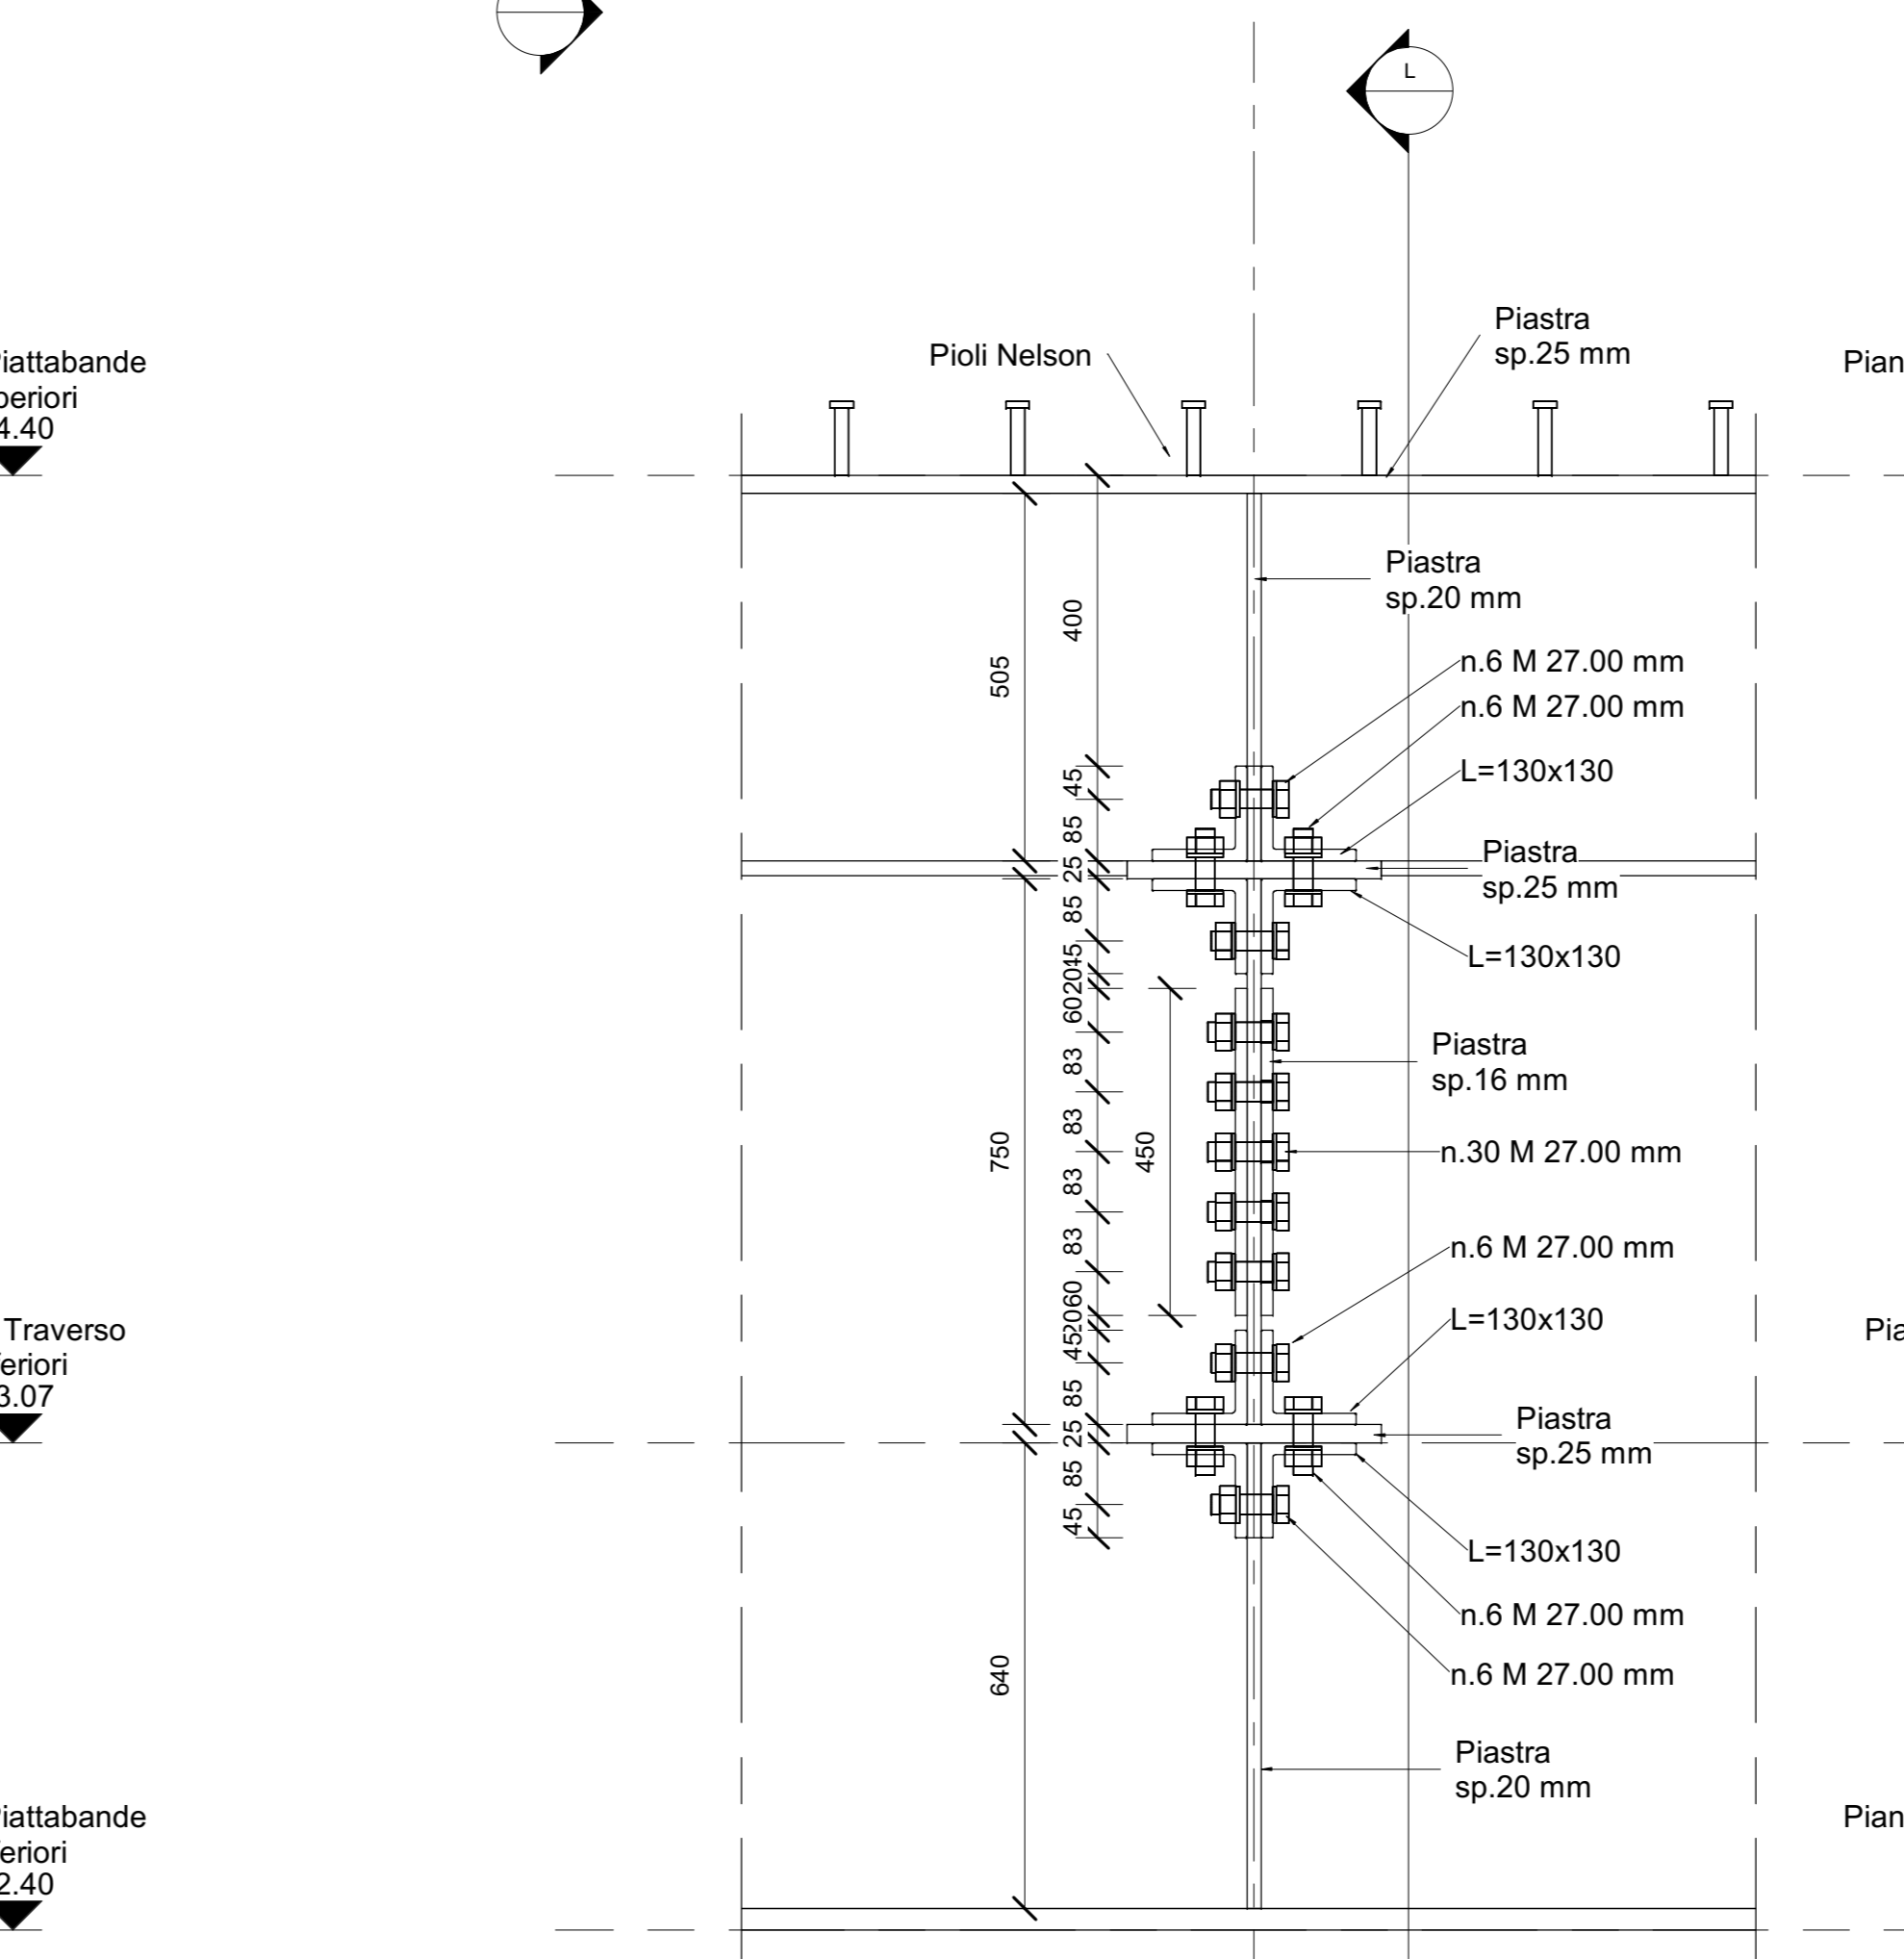 L
Piastra
sp.25 mm
Pioli Nelson
iattabande
periori
4.40
Pian
Piastra
sp.20 mm
400
505
n.6 M 27.00 mm
n.6 M 27.00 mm
L=130x130
45
85
25
Piastra
sp.25 mm
85
45
L=130x130
20
60
Piastra
sp.16 mm
83
83
83
83
750
450
n.30 M 27.00 mm
n.6 M 27.00 mm
60
20
45
L=130x130
Traverso
eriori
3.07
Pia
85
25
Piastra
sp.25 mm
85
45
L=130x130
n.6 M 27.00 mm
n.6 M 27.00 mm
640
Piastra
sp.20 mm
iattabande
eriori
2.40
Pian